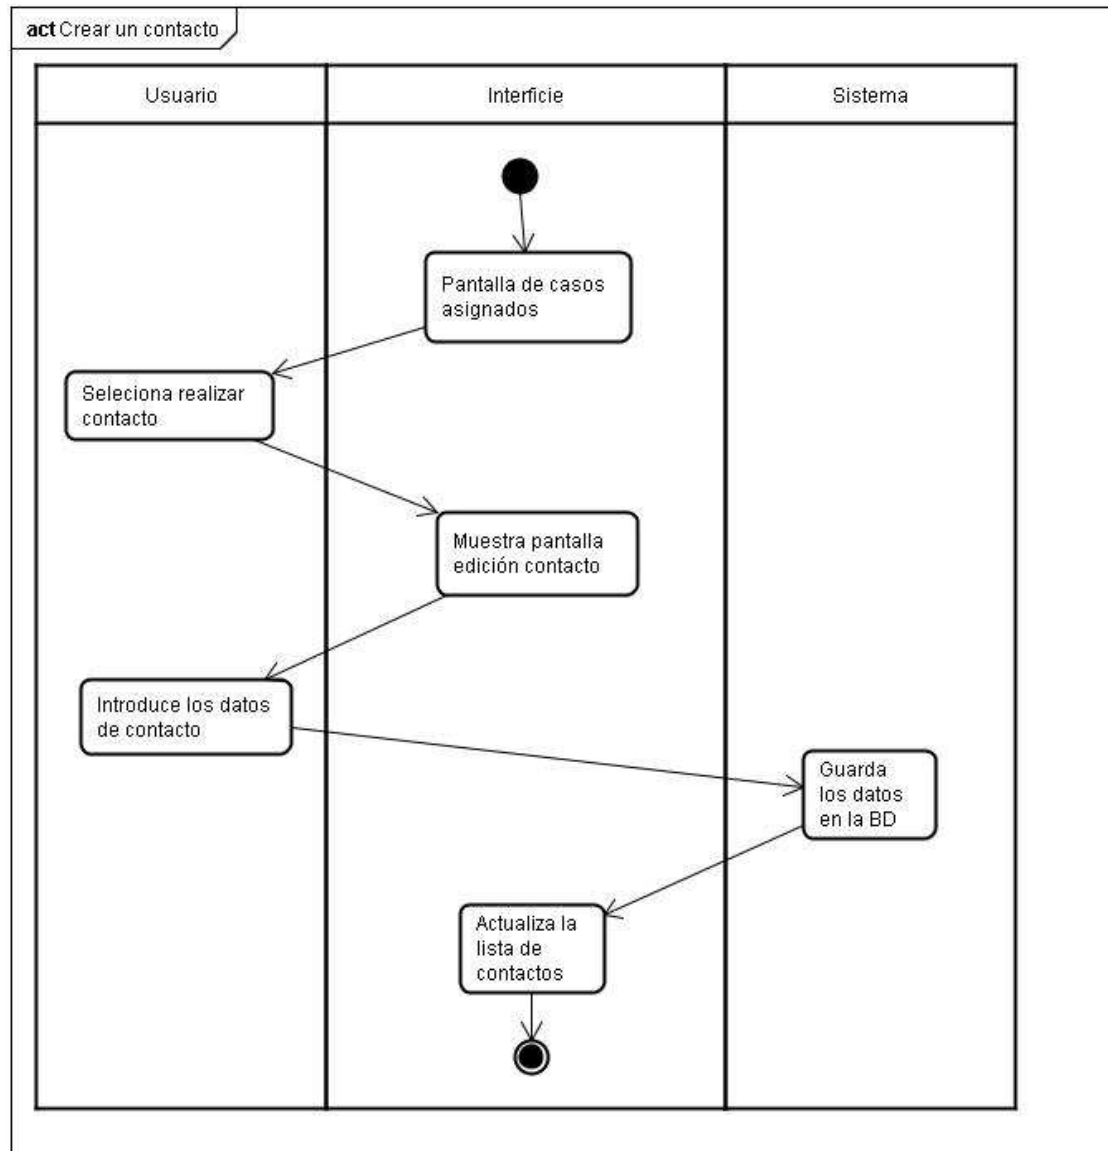 act Crear un contacto
Usuario
Interficie
Sistema
Pantalla de casos
asignados
Seleciona realizar
contacto
Muestra pantalla
edición contacto
Introduce los datos
de contacto
Guarda
los datos
en la BD
Actualiza la
lista de
contactos